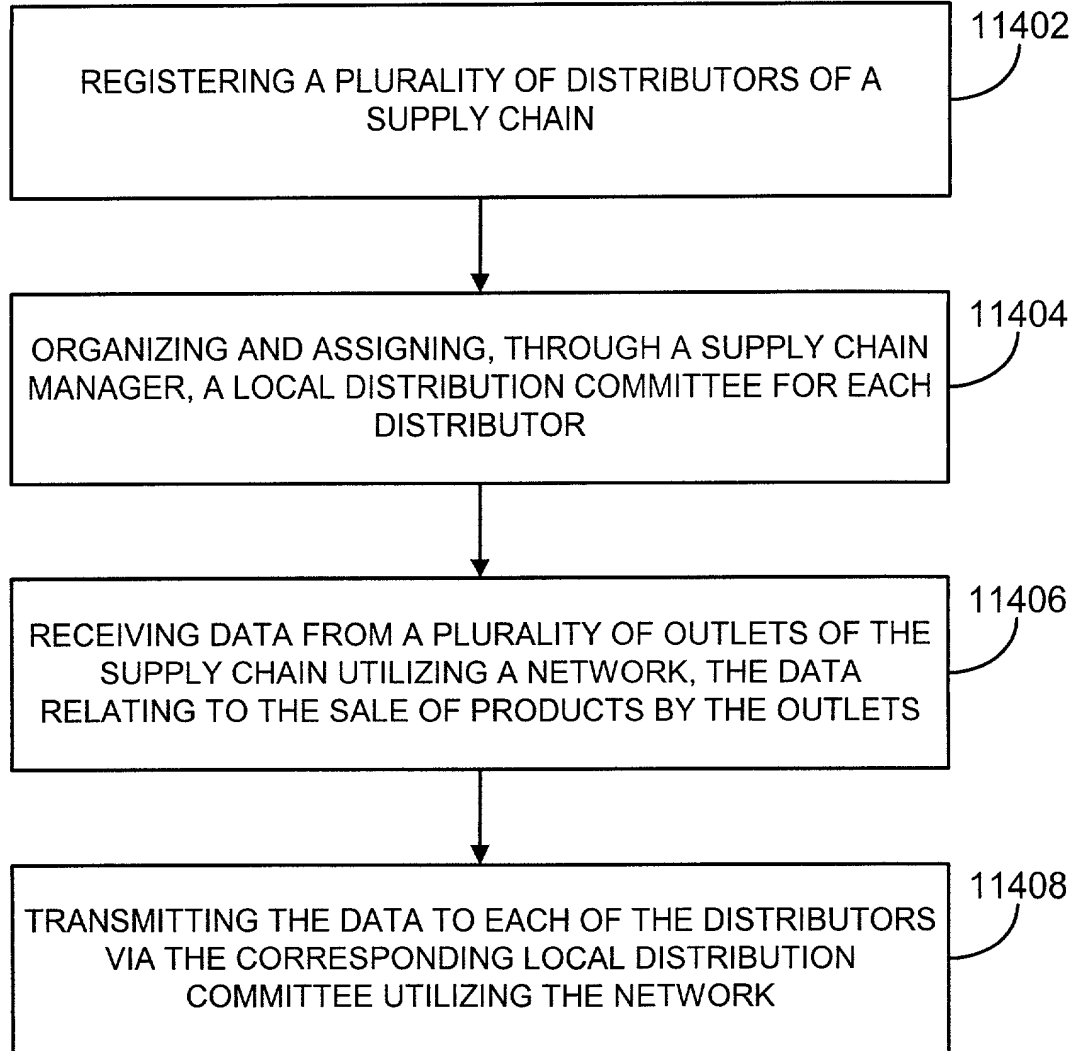 11402
REGISTERING A PLURALITY OF DISTRIBUTORS OF A
SUPPLY CHAIN
11404
ORGANIZING AND ASSIGNING, THROUGH A SUPPLY CHAIN
MANAGER, A LOCAL DISTRIBUTION COMMITTEE FOR EACH
DISTRIBUTOR
11406
RECEIVING DATA FROM A PLURALITY OF OUTLETS OF THE
SUPPLY CHAIN UTILIZING A NETWORK, THE DATA
RELATING TO THE SALE OF PRODUCTS BY THE OUTLETS
11408
TRANSMITTING THE DATA TO EACH OF THE DISTRIBUTORS
VIA THE CORRESPONDING LOCAL DISTRIBUTION
COMMITTEE UTILIZING THE NETWORK